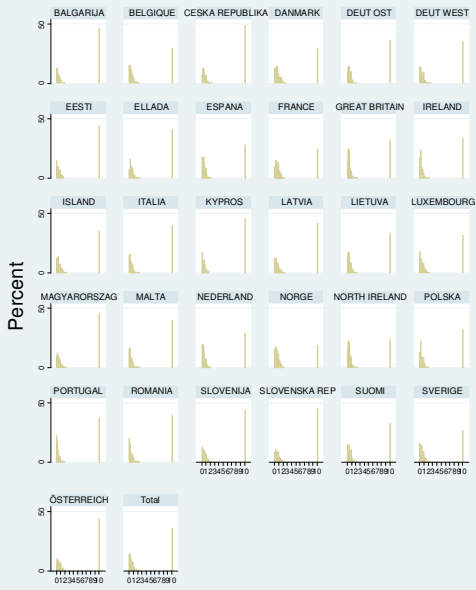 BALGARIJA BELGIQUE CESKA REPUBLIKA DANMARK DEUT OST DEUT WEST
50
0
EESTI ELLADA ESPANA FRANCE GREAT BRITAIN IRELAND
50
0
ISLAND ITALIA KYPROS LATVIA LIETUVA LUXEMBOURG
50
0
Percent
MAGYARORSZAG MALTA NEDERLAND NORGE NORTH IRELAND POLSKA
50
0
PORTUGAL ROMANIA SLOVENIJA SLOVENSKA REP SUOMI SVERIGE
50
0
012345678910 012345678910 012345678910 012345678910
ÖSTERREICH Total
50
0
012345678910 012345678910